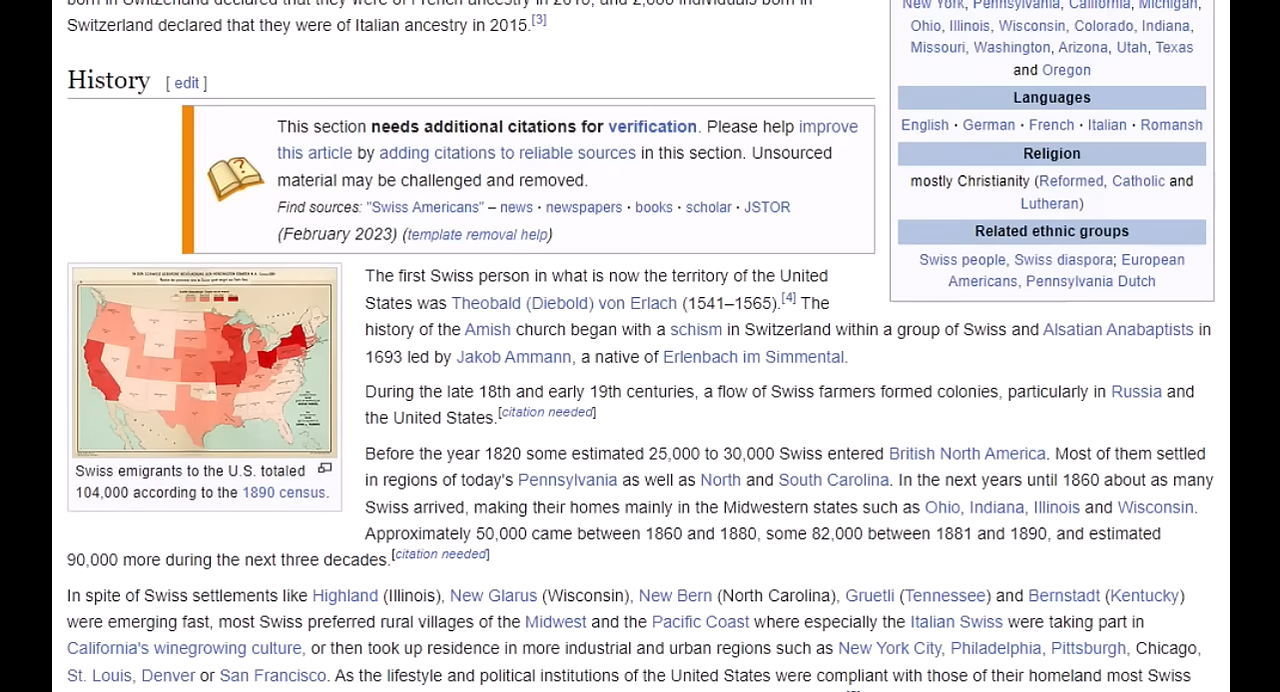 born in Switzerland declared that they were of French ancestry in 2015, and 2,
Switzerland declared that they were of Italian ancestry in 2015.[3]
New York, Pennsylvania, California, Michigan,
Ohio, Illinois, Wisconsin, Colorado, Indiana,
Missouri, Washington, Arizona, Utah, Texas
and Oregon
Languages
English · German · French · Italian · Romansh
Religion
mostly Christianity (Reformed, Catholic and
Lutheran)
Related ethnic groups
Swiss people, Swiss diaspora; European
Americans, Pennsylvania Dutch
History [ edit ]
This section needs additional citations for verification. Please help improve
this article by adding citations to reliable sources in this section. Unsourced
material may be challenged and removed.
Find sources: "Swiss Americans" – news · newspapers · books · scholar · JSTOR
(February 2023) (template removal help)
Swiss emigrants to the U.S. totaled
104,000 according to the 1890 census.
The first Swiss person in what is now the territory of the United
States was Theobald (Diebold) von Erlach (1541–1565).[4] The
history of the Amish church began with a schism in Switzerland within a group of Swiss and Alsatian Anabaptists in
1693 led by Jakob Ammann, a native of Erlenbach im Simmental.
During the late 18th and early 19th centuries, a flow of Swiss farmers formed colonies, particularly in Russia and
the United States.[citation needed]
Before the year 1820 some estimated 25,000 to 30,000 Swiss entered British North America. Most of them settled
in regions of today's Pennsylvania as well as North and South Carolina. In the next years until 1860 about as many
Swiss arrived, making their homes mainly in the Midwestern states such as Ohio, Indiana, Illinois and Wisconsin.
Approximately 50,000 came between 1860 and 1880, some 82,000 between 1881 and 1890, and estimated
90,000 more during the next three decades.[citation needed]
In spite of Swiss settlements like Highland (Illinois), New Glarus (Wisconsin), New Bern (North Carolina), Gruetli (Tennessee) and Bernstadt (Kentucky)
were emerging fast, most Swiss preferred rural villages of the Midwest and the Pacific Coast where especially the Italian Swiss were taking part in
California's winegrowing culture, or then took up residence in more industrial and urban regions such as New York City, Philadelphia, Pittsburgh, Chicago,
St. Louis, Denver or San Francisco. As the lifestyle and political institutions of the United States were compliant with those of their homeland most Swiss